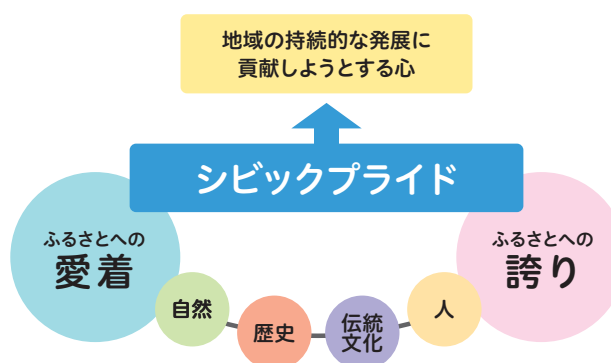 地域の持続的な発展に
貢献しようとする心
シビックプライド
ふるさとへの
愛着
ふるさとへの
誇り
自然
歴史
伝統
文化
人